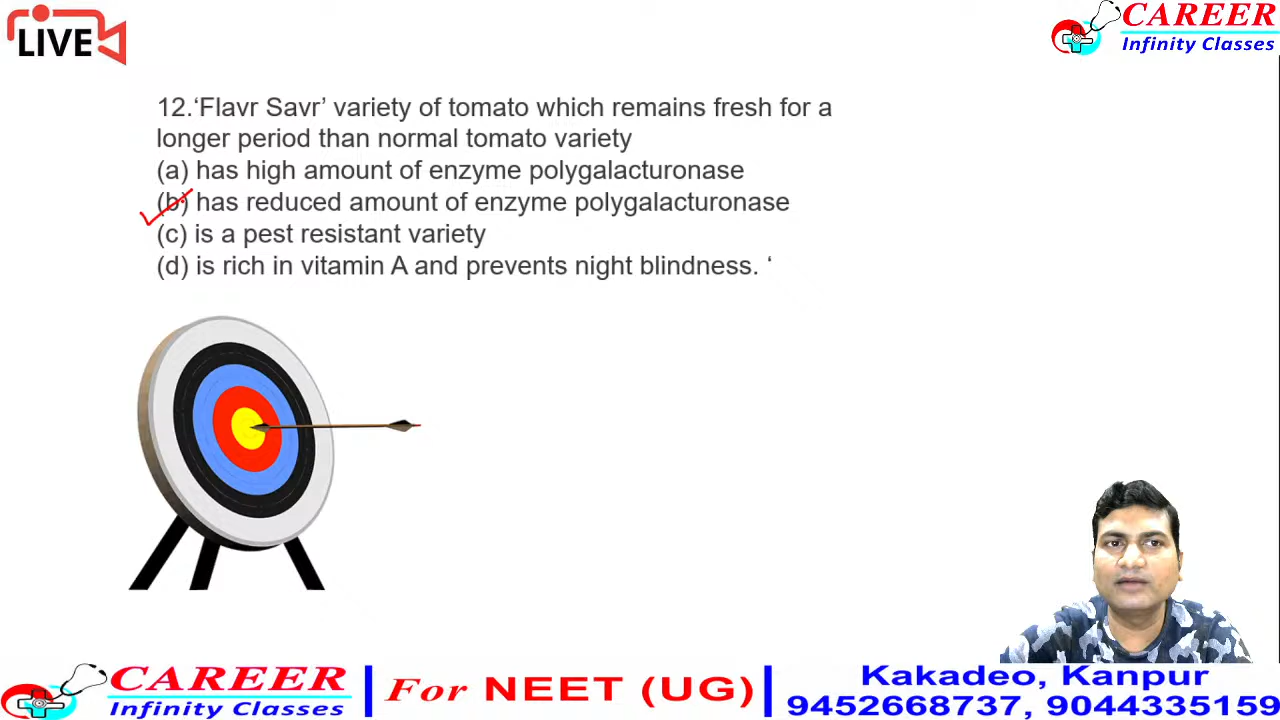 LIVE
CAREER
Infinity Classes
12.‘Flavr Savr’ variety of tomato which remains fresh for a
longer period than normal tomato variety
(a) has high amount of enzyme polygalacturonase
(b) has reduced amount of enzyme polygalacturonase
(c) is a pest resistant variety
(d) is rich in vitamin A and prevents night blindness. ‘
CAREER
Infinity Classes
For NEET (UG)
Kakadeo, Kanpur
9452668737, 9044335159